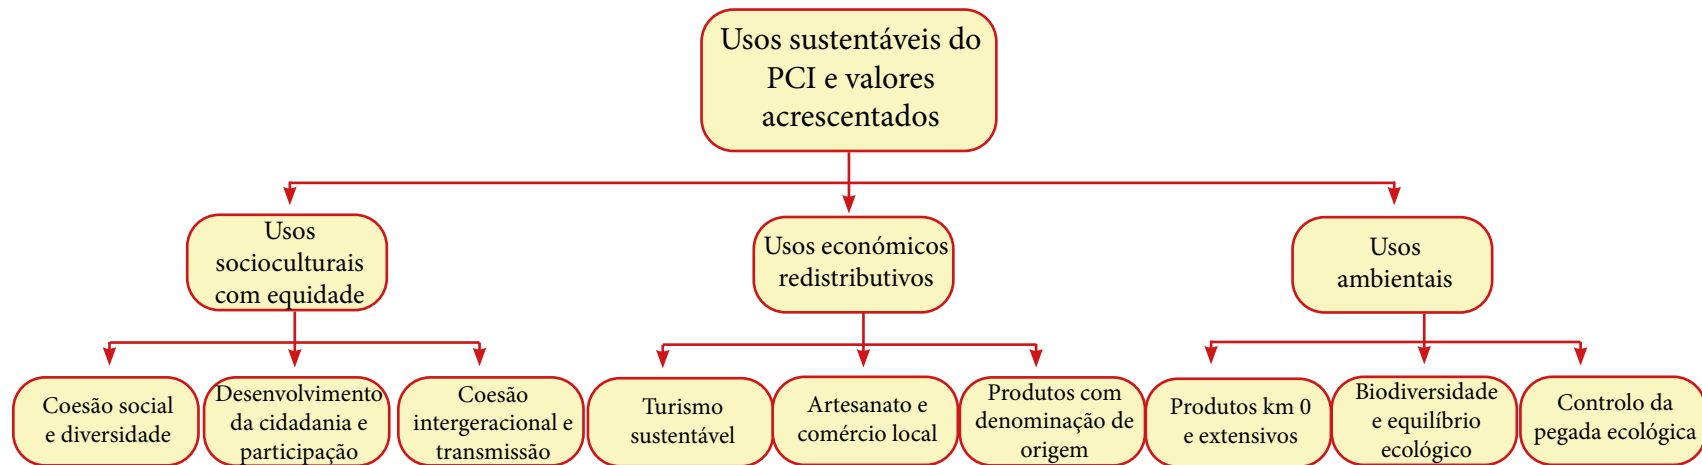 Usos sustentáveis do
PCI e valores
acrescentados
Usos
socioculturais
com equidade
Usos económicos
redistributivos
Usos
ambientais
Coesão social
e diversidade
Desenvolvimento
da cidadania e
participação
Coesão
intergeracional e
transmissão
Turismo
sustentável
Artesanato e
comércio local
Produtos com
denominação de
origem
Produtos km 0
e extensivos
Biodiversidade
e equilíbrio
ecológico
Controlo da
pegada ecológica